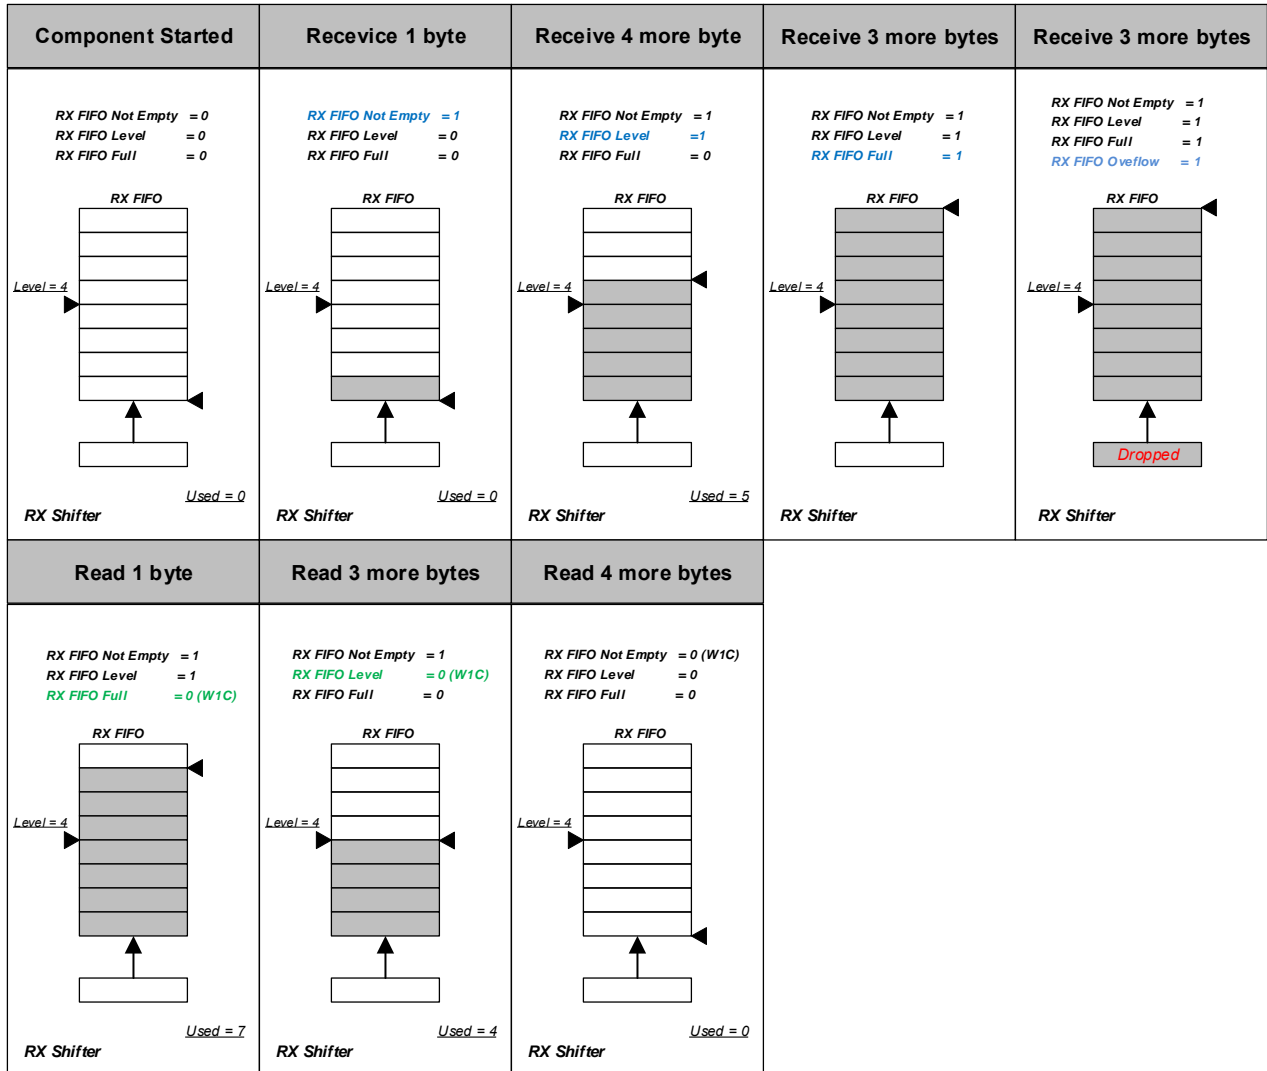 Component Started
Recevice 1 byte
Receive 4 more byte
Receive 3 more bytes
Receive 3 more bytes
RX FIFO Not Empty = 0
RX FIFO Level = 0
RX FIFO Full = 0
RX FIFO
Level = 4
Used = 0
RX Shifter
RX FIFO Not Empty = 1
RX FIFO Level = 0
RX FIFO Full = 0
RX FIFO
Level = 4
Used = 0
RX Shifter
RX FIFO Not Empty = 1
RX FIFO Level =1
RX FIFO Full = 0
RX FIFO
Level = 4
Used = 5
RX Shifter
RX FIFO Not Empty = 1
RX FIFO Level = 1
RX FIFO Full = 1
RX FIFO
Level = 4
RX Shifter
RX FIFO Not Empty = 1
RX FIFO Level = 1
RX FIFO Full = 1
RX FIFO Oveflow = 1
RX FIFO
Level = 4
Dropped
RX Shifter
Read 1 byte
Read 3 more bytes
Read 4 more bytes
RX FIFO Not Empty = 1
RX FIFO Level = 1
RX FIFO Full = 0 (W1C)
RX FIFO
Level = 4
Used = 7
RX Shifter
RX FIFO Not Empty = 1
RX FIFO Level = 0 (W1C)
RX FIFO Full = 0
RX FIFO
Level = 4
Used = 4
RX Shifter
RX FIFO Not Empty = 0 (W1C)
RX FIFO Level = 0
RX FIFO Full = 0
RX FIFO
Level = 4
Used = 0
RX Shifter